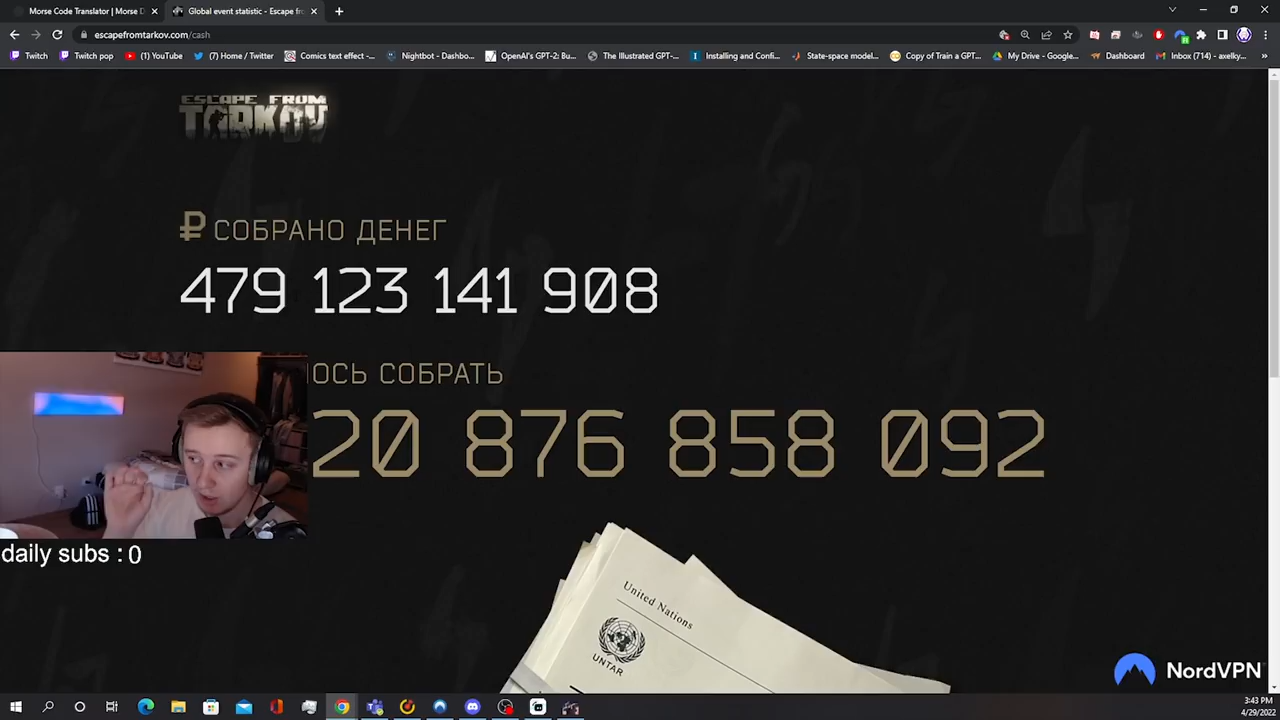 Morse Code Translator | Morse D
Global event statistic - Escape fro
escapefromtarkov.com/cash
Twitch
Twitch pop
(1) YouTube
(7) Home / Twitter
Comics text effect -...
Nightbot - Dashbo...
OpenAI's GPT-2: Bu...
The Illustrated GPT-...
Installing and Confi...
State-space model...
Copy of Train a GPT...
My Drive - Google...
Dashboard
Inbox (714) - axelky...
ESCAPE FROM
TARKOV
₽ СОБРАНО ДЕНЕГ
479 123 141 908
ОСЬ СОБРАТЬ
20 876 858 092
daily subs : 0
United Nations
UNTAR
NordVPN
3:43 PM
4/29/2022